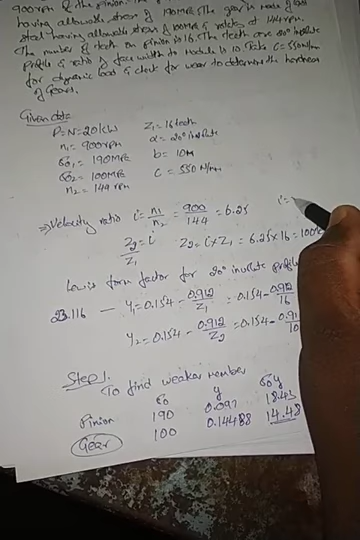 900rpm of the pinion. The
having allowable stress of 190MPa. The gear is made of cast
steel having allowable stress of 100MPa & rotates at 144rpm.
The number of teeth on pinion is 16. The teeth are 20° involute
profile & ratio of face width to module is 10. Take C = 550N/mm
for dynamic load & check for wear to determine the hardness
of Gears.
Given data
P=N=20kW Z₁=16teeth
n₁=900rpm α=20° involute
σ01=190MPa b=10m
σ02=100MPa C=550 N/mm
n₂=144rpm
⇒ Velocity ratio i = n₁/n₂ = 900/144 = 6.25 i=
Z₂/Z₁ = i Z₂=i×Z₁ = 6.25×16=100
Lewis form factor for 20° involute profile
23.116 — y₁=0.154 - 0.912/Z₁ = 0.154 - 0.912/16
y₂=0.154 - 0.912/Z₂ = 0.154 - 0.91/10
Step 1.
To find weaker member
σ0 y σ0y
Pinion 190 0.097 18.43
Gear 100 0.14488 14.48